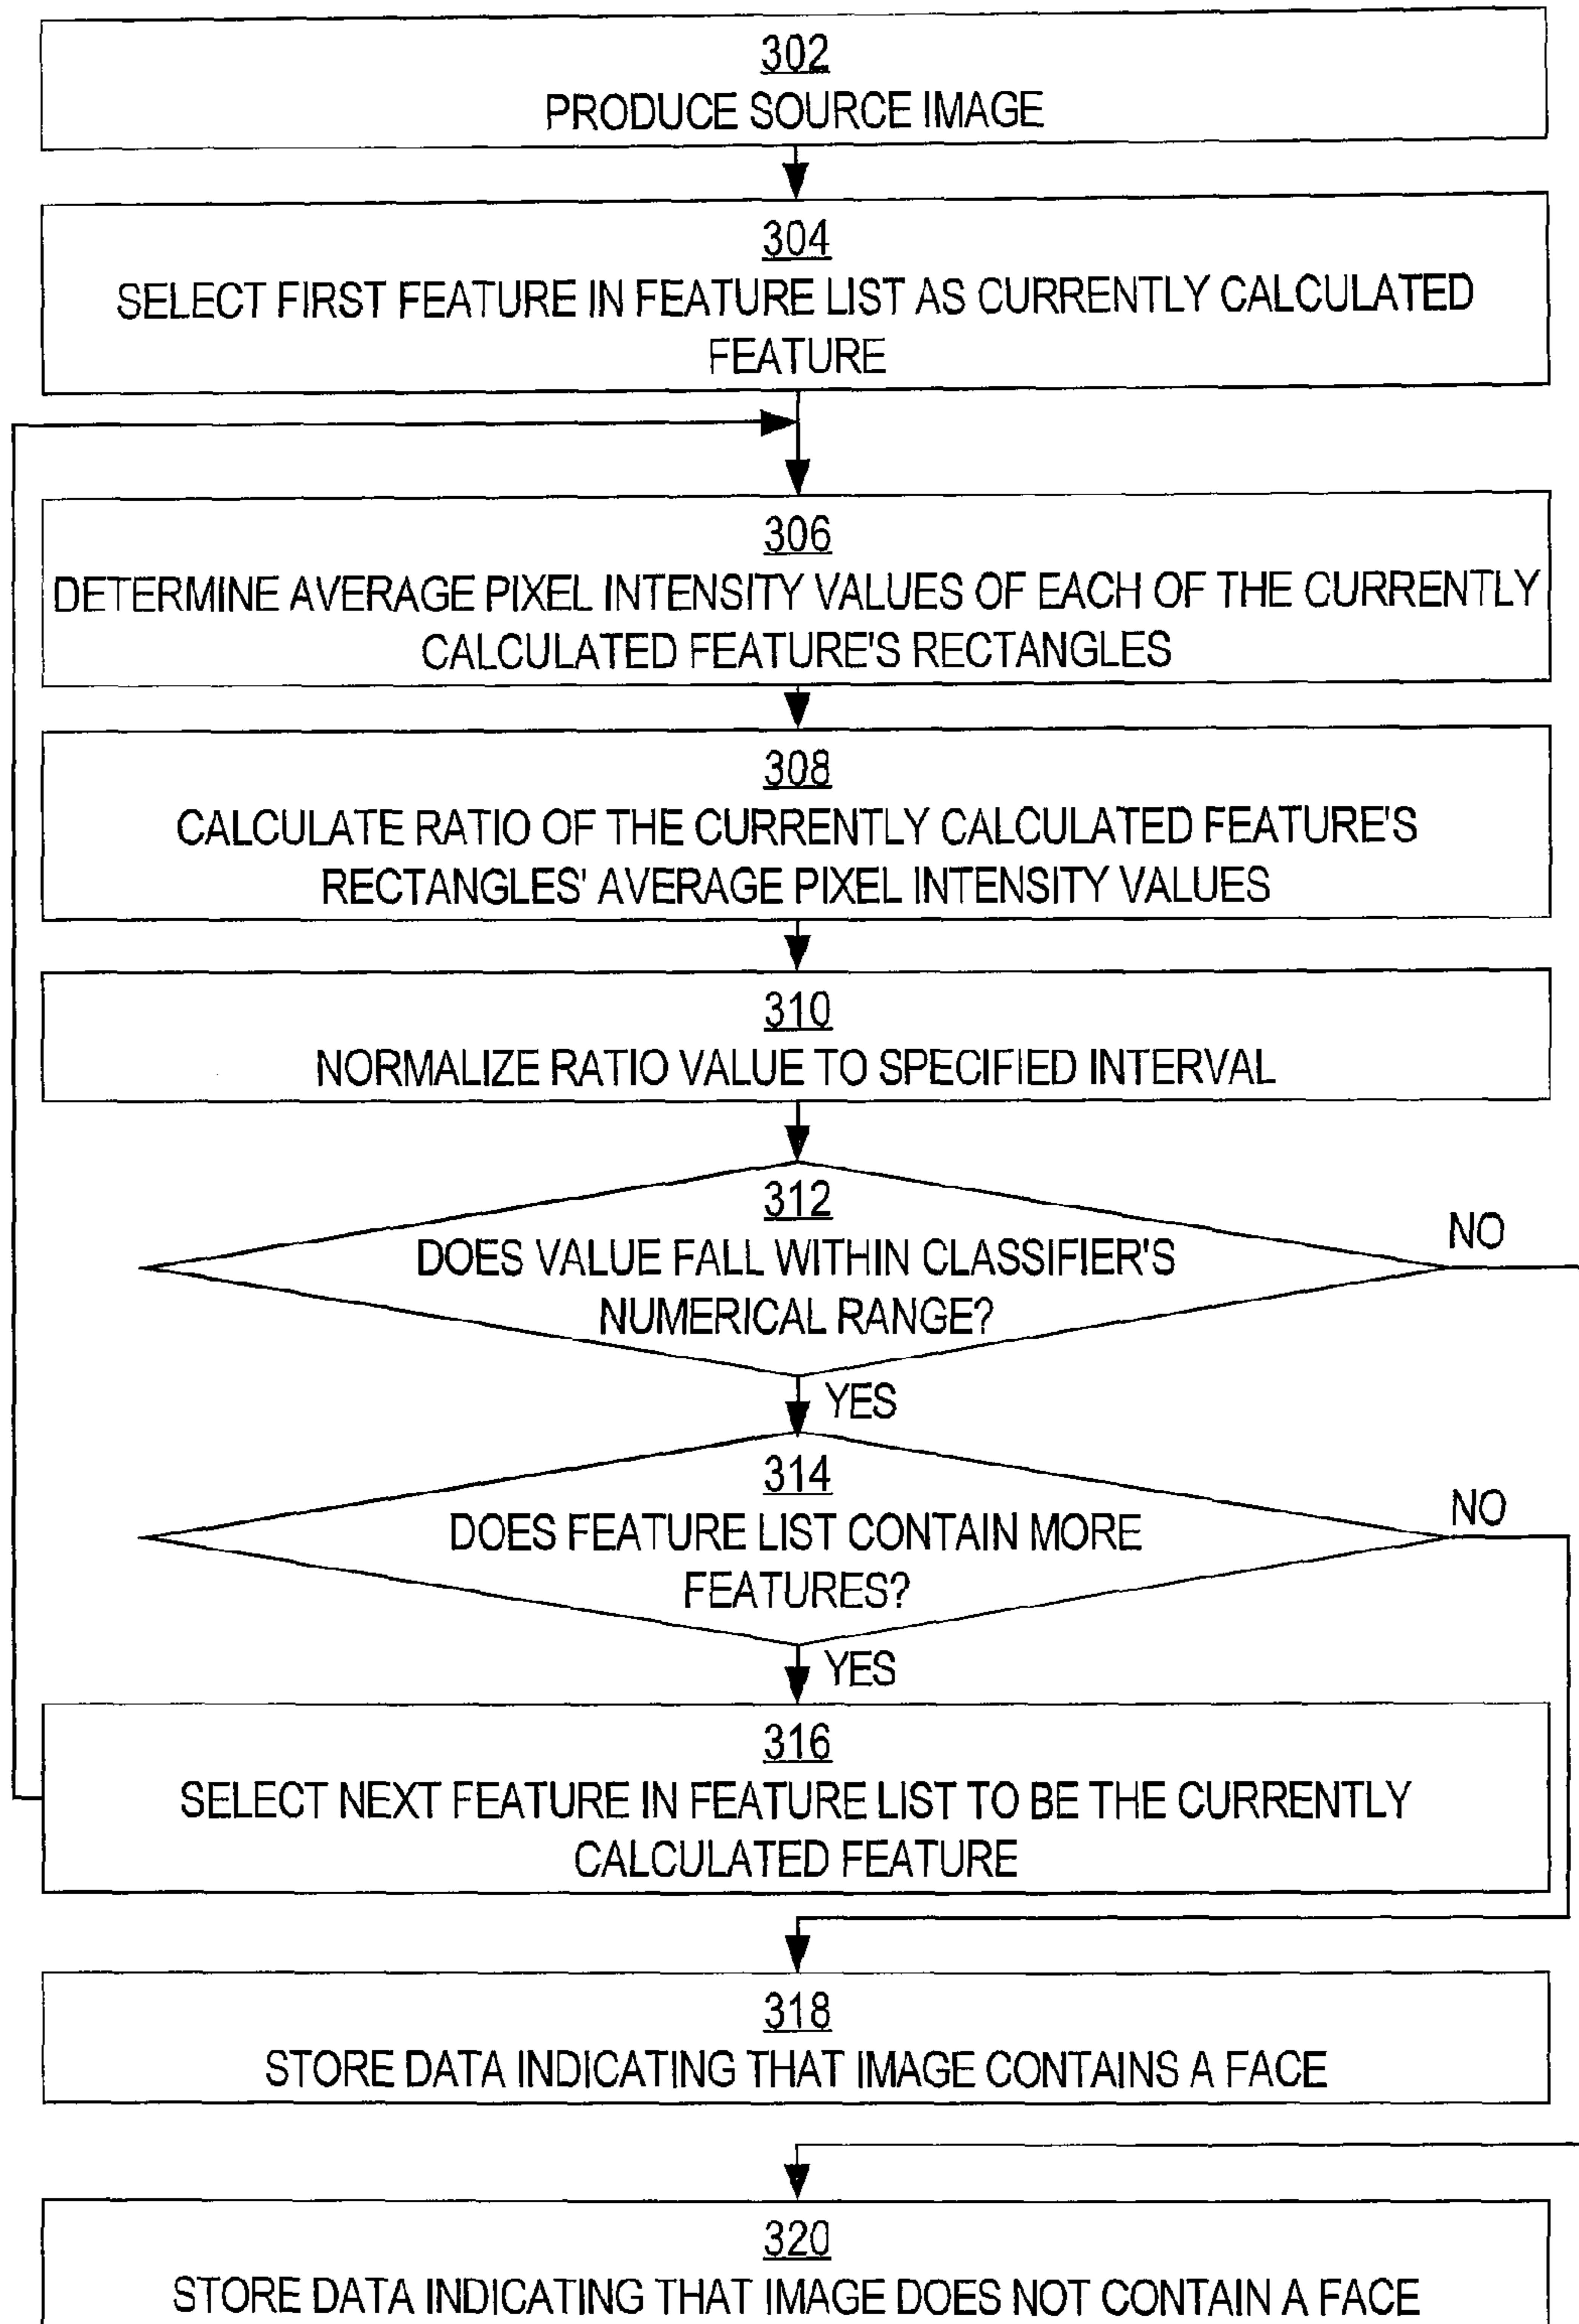 302
PRODUCE SOURCE IMAGE
304
SELECT FIRST FEATURE IN FEATURE LIST AS CURRENTLY CALCULATED
FEATURE
306
DETERMINE AVERAGE PIXEL INTENSITY VALUES OF EACH OF THE CURRENTLY
CALCULATED FEATURE'S RECTANGLES
308
CALCULATE RATIO OF THE CURRENTLY CALCULATED FEATURE'S
RECTANGLES' AVERAGE PIXEL INTENSITY VALUES
310
NORMALIZE RATIO VALUE TO SPECIFIED INTERVAL
312
DOES VALUE FALL WITHIN CLASSIFIER'S
NUMERICAL RANGE?
NO
YES
314
DOES FEATURE LIST CONTAIN MORE
FEATURES?
NO
YES
316
SELECT NEXT FEATURE IN FEATURE LIST TO BE THE CURRENTLY
CALCULATED FEATURE
318
STORE DATA INDICATING THAT IMAGE CONTAINS A FACE
320
STORE DATA INDICATING THAT IMAGE DOES NOT CONTAIN A FACE